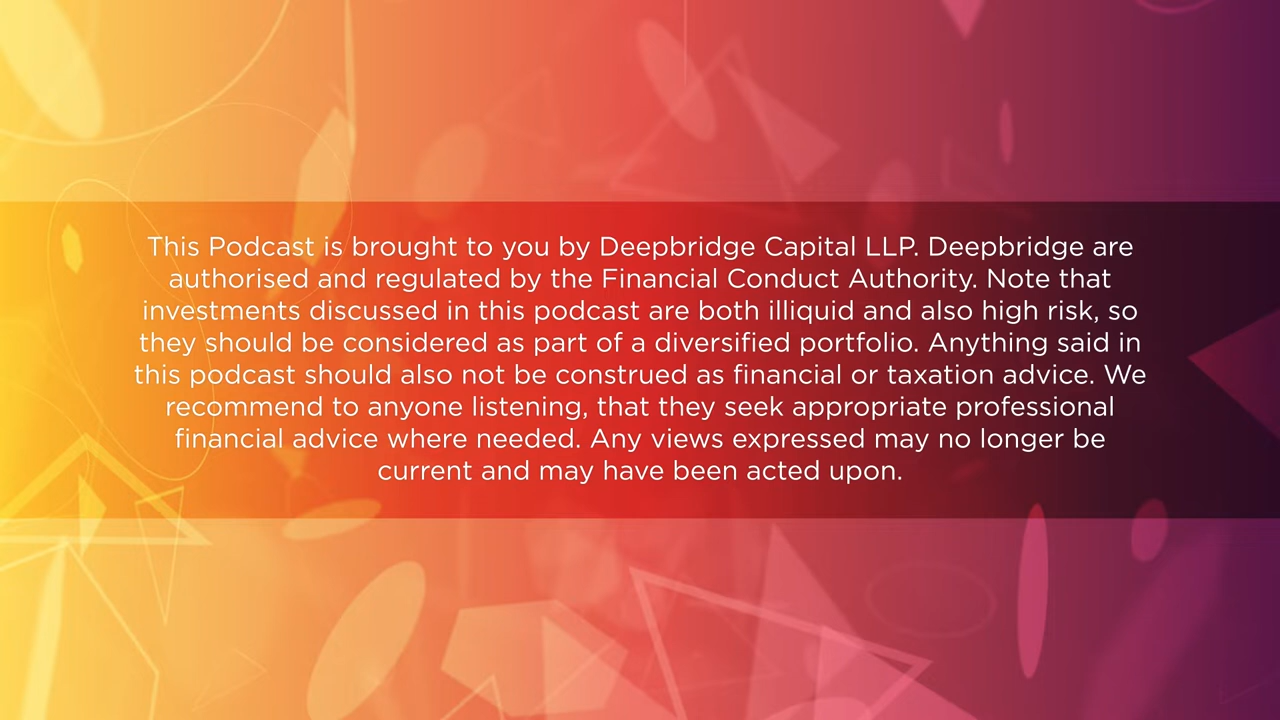 This Podcast is brought to you by Deepbridge Capital LLP. Deepbridge are
authorised and regulated by the Financial Conduct Authority. Note that
investments discussed in this podcast are both illiquid and also high risk, so
they should be considered as part of a diversified portfolio. Anything said in
this podcast should also not be construed as financial or taxation advice. We
recommend to anyone listening, that they seek appropriate professional
financial advice where needed. Any views expressed may no longer be
current and may have been acted upon.